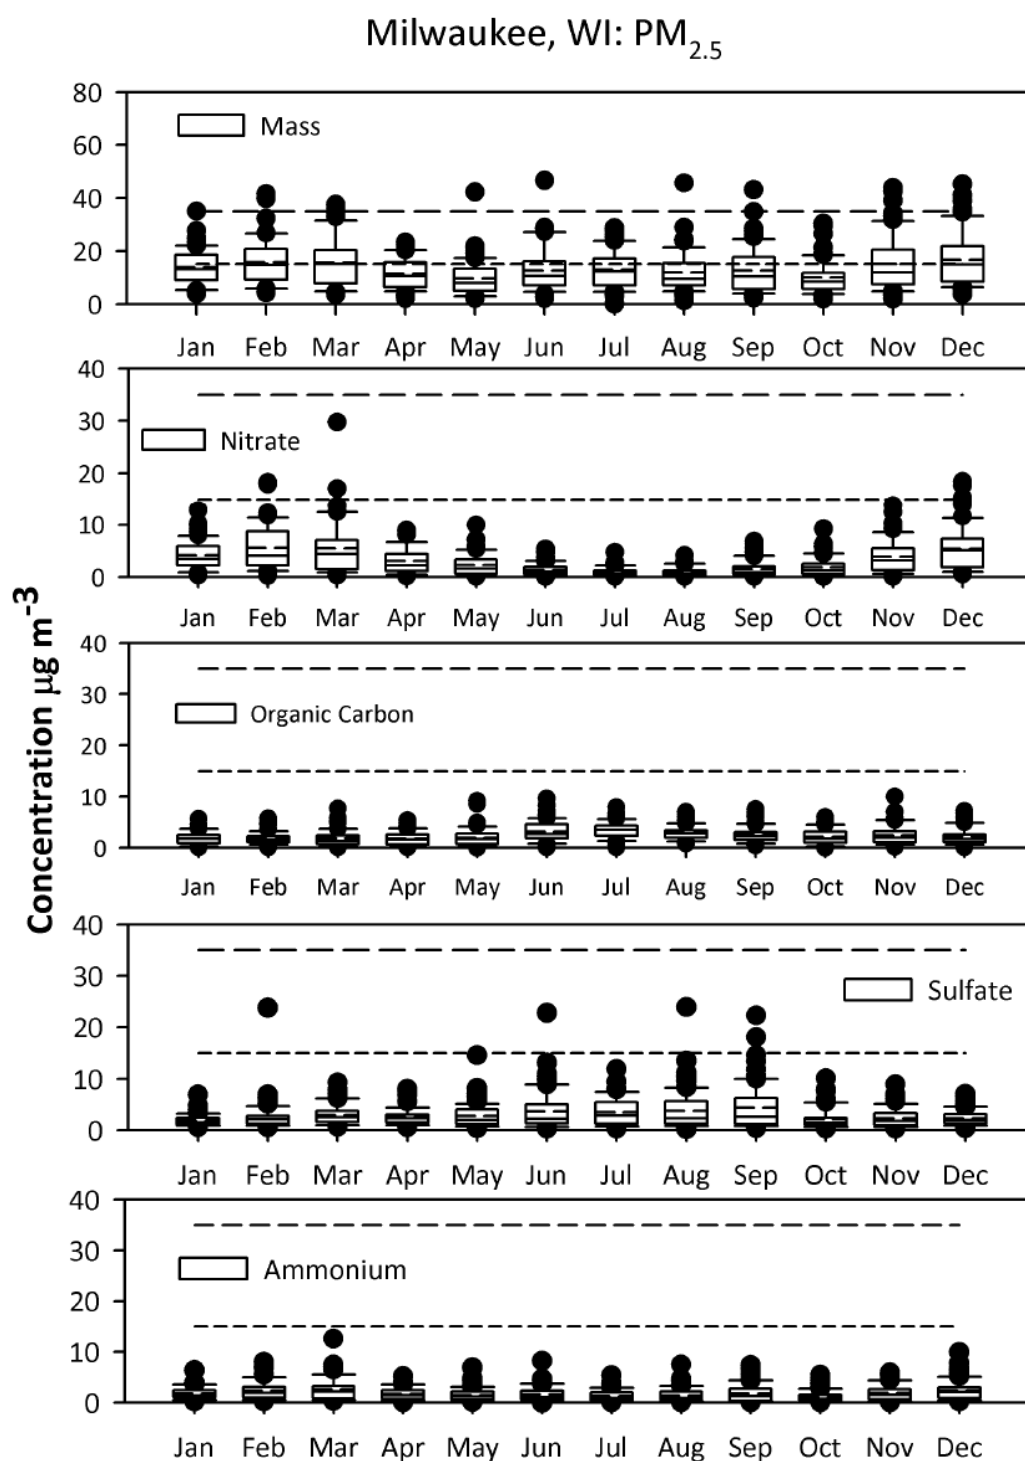 Milwaukee, WI: PM2.5
Concentration µg m-3
80
60
40
20
0
Mass
Jan Feb Mar Apr May Jun Jul Aug Sep Oct Nov Dec
40
30
20
10
0
Nitrate
Jan Feb Mar Apr May Jun Jul Aug Sep Oct Nov Dec
40
30
20
10
0
Organic Carbon
Jan Feb Mar Apr May Jun Jul Aug Sep Oct Nov Dec
40
30
20
10
0
Sulfate
Jan Feb Mar Apr May Jun Jul Aug Sep Oct Nov Dec
40
30
20
10
0
Ammonium
Jan Feb Mar Apr May Jun Jul Aug Sep Oct Nov Dec